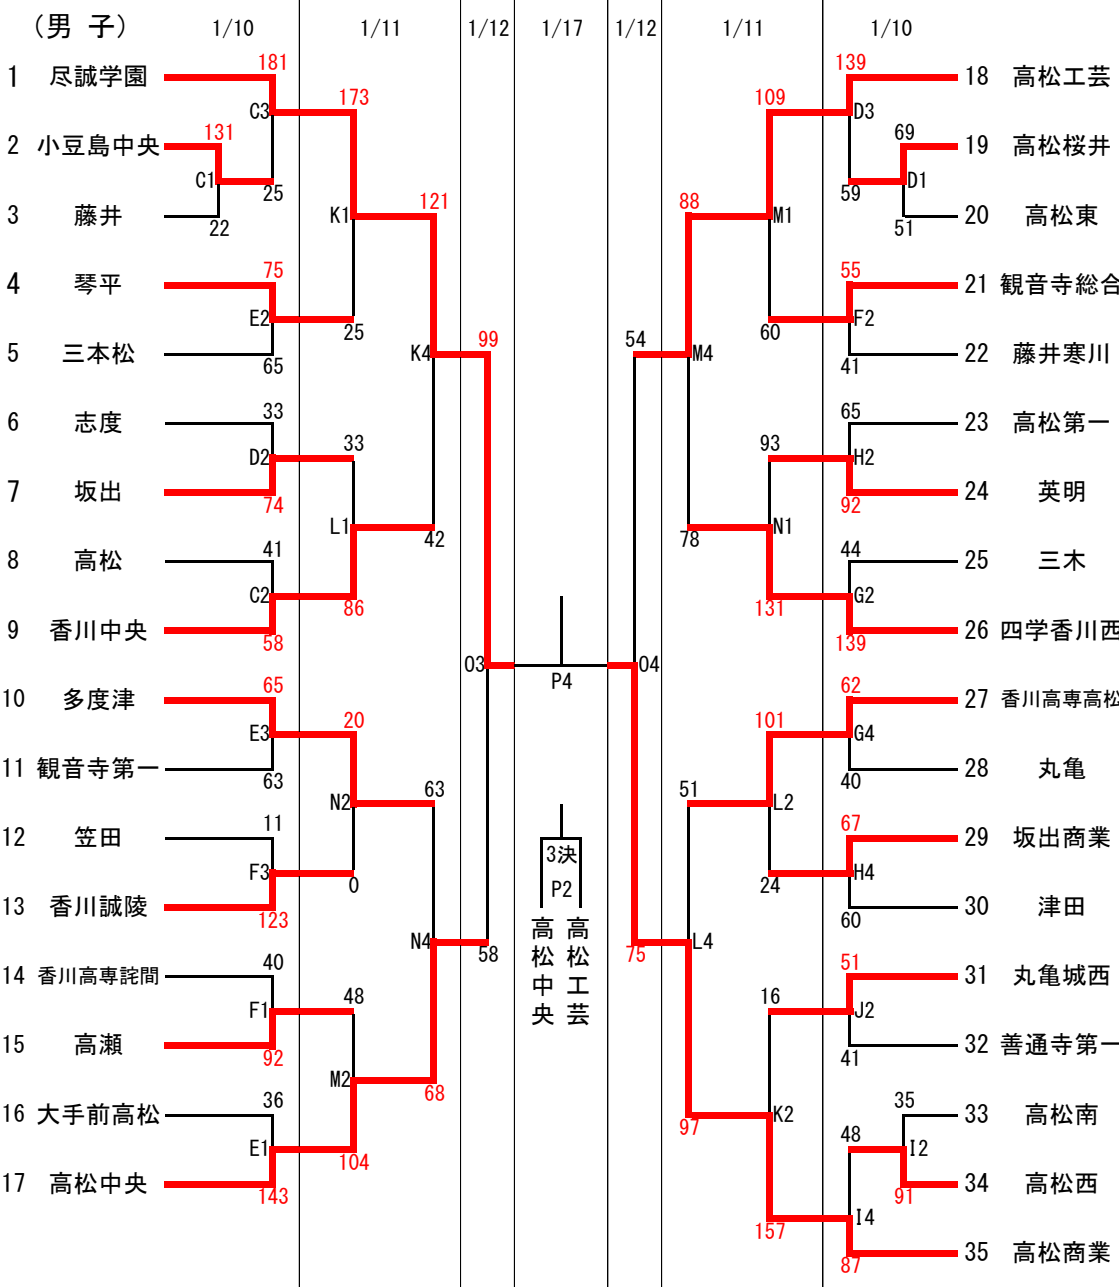 (男 子) 1/10 1/11 1/12 1/17 1/12 1/11 1/10
181 139
1 尽誠学園 18 高松工芸
173 109
C3 D3
131 69
2 小豆島中央 19 高松桜井
C1 D1
25 59
3 藤井 K1 121 88 M1 20 高松東
22 51
75 55
4 琴平 21 観音寺総合
E2 F2
25 99 54 60
5 三本松 K4 M4 22 藤井寒川
65 41
33 65
6 志度 23 高松第一
33 93
D2 H2
7 坂出 24 英明
74 92
L1 N1
42 78
41 44
8 高松 25 三木
C2 G2
86 131
9 香川中央 26 四学香川西
58 139
O3 O4
P4
65 62
10 多度津 27 香川高専高松
20 101
E3 G4
11 観音寺第一 28 丸亀
63 40
63 51
N2 L2
11 67
12 笠田 29 坂出商業
3決
F3 H4
0 P2 24
13 香川誠陵 30 津田
123 60
高松中央
高松工芸
N4 L4
58 75
40 51
14 香川高専詫間 31 丸亀城西
48 16
F1 J2
15 高瀬 32 善通寺第一
92 41
M2
68
36 35
16 大手前高松 K2 33 高松南
97
48
E1 I2
104
17 高松中央 34 高松西
143 91
I4
157
35 高松商業
87